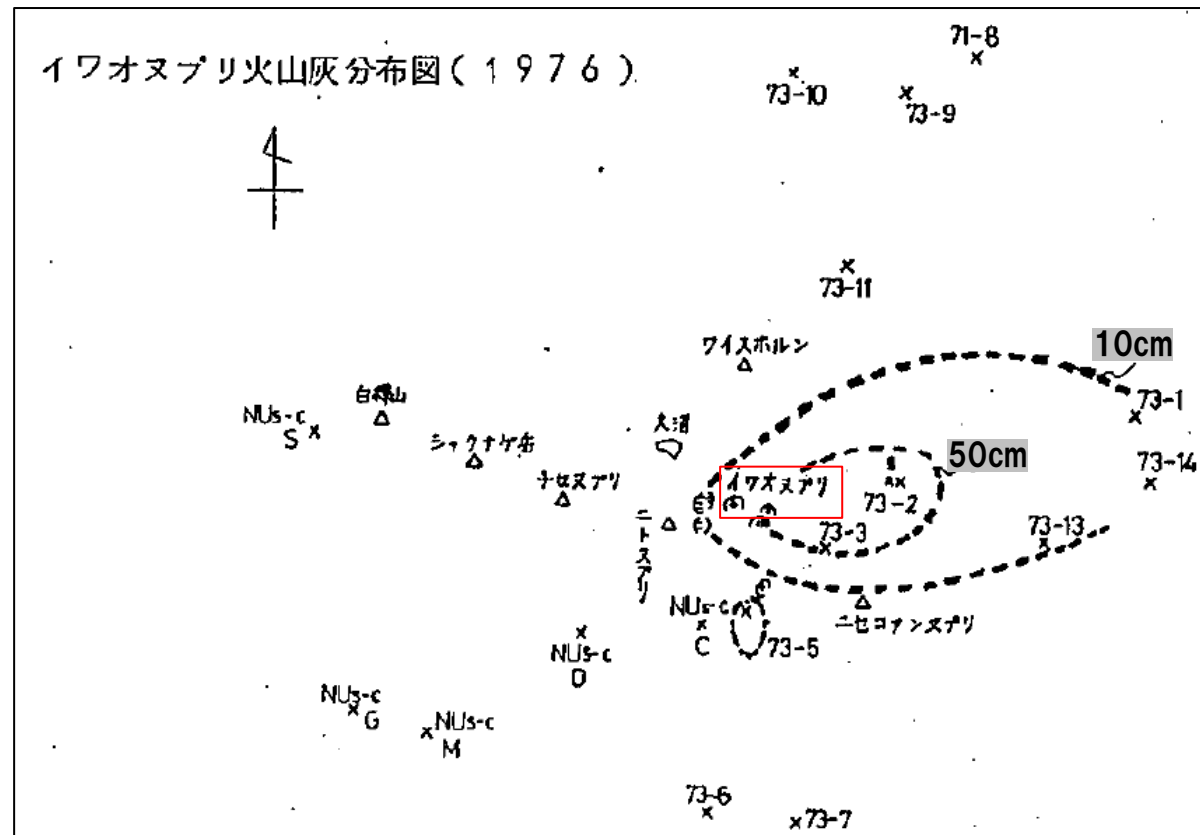 イワオヌプリ火山灰分布図(1976)
71-8
73-10
73-9
73-11
ワイスホルン
10cm
73-1
白樺山
NUs-c
S
シャクナゲ岳
大沼
50cm
73-14
イワオヌプリ
チセヌプリ
73-2
ニトヌプリ
73-3
73-13
NUs-c
C
ニセコアンヌプリ
73-5
NUs-c
D
NUs-c
G
NUs-c
M
73-6
73-7